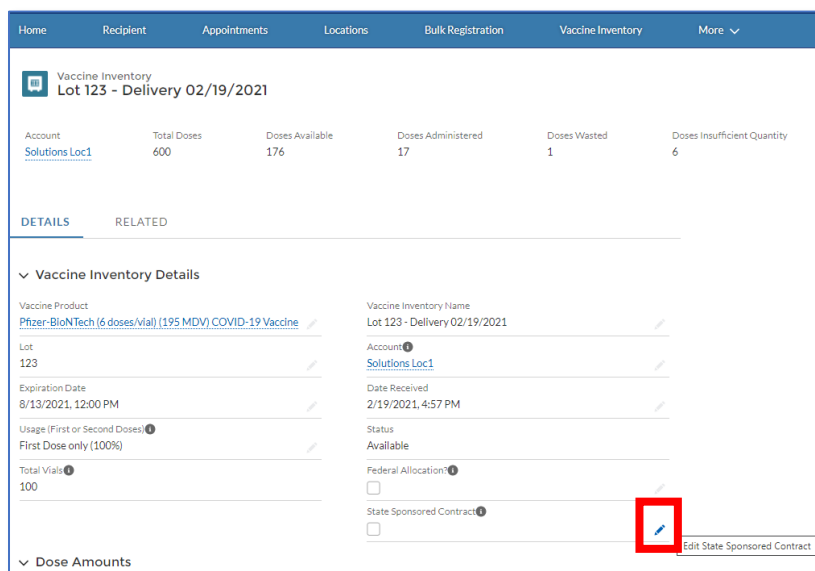 Home Recipient Appointments Locations Bulk Registration Vaccine Inventory More
Vaccine Inventory
Lot 123 - Delivery 02/19/2021
Account Total Doses Doses Available Doses Administered Doses Wasted Doses Insufficient Quantity
Solutions Loc1 600 176 17 1 6
DETAILS RELATED
Vaccine Inventory Details
Vaccine Product Vaccine Inventory Name
Pfizer-BioNTech (6 doses/vial) (195 MDV) COVID-19 Vaccine Lot 123 - Delivery 02/19/2021
Lot Account
123 Solutions Loc1
Expiration Date Date Received
8/13/2021, 12:00 PM 2/19/2021, 4:57 PM
Usage (First or Second Doses) Status
First Dose only (100%) Available
Total Vials Federal Allocation?
100
State Sponsored Contract
Edit State Sponsored Contract
Dose Amounts